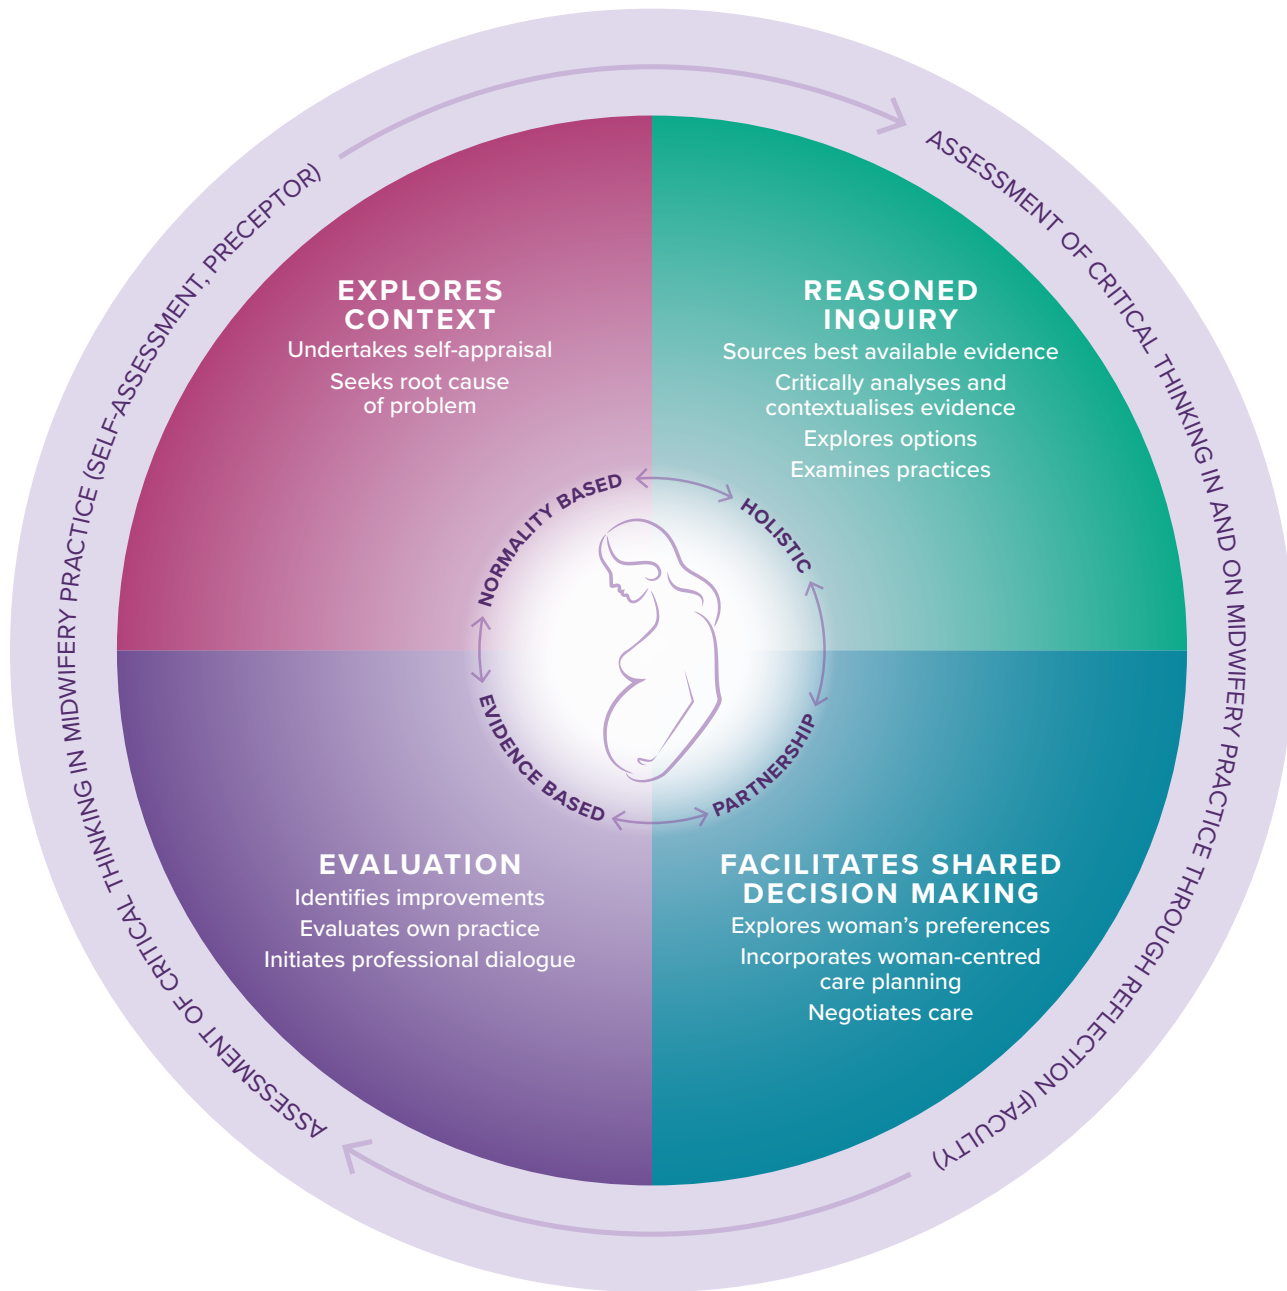 ASSESSMENT OF CRITICAL THINKING IN MIDWIFERY PRACTICE (SELF-ASSESSMENT, PRECEPTOR)
ASSESSMENT OF CRITICAL THINKING IN AND ON MIDWIFERY PRACTICE THROUGH REFLECTION (FACULTY)
EXPLORES
CONTEXT
Undertakes self-appraisal
Seeks root cause
of problem
REASONED
INQUIRY
Sources best available evidence
Critically analyses and
contextualises evidence
Explores options
Examines practices
NORMALITY BASED
HOLISTIC
PARTNERSHIP
EVIDENCE BASED
EVALUATION
Identifies improvements
Evaluates own practice
Initiates professional dialogue
FACILITATES SHARED
DECISION MAKING
Explores woman’s preferences
Incorporates woman-centred
care planning
Negotiates care